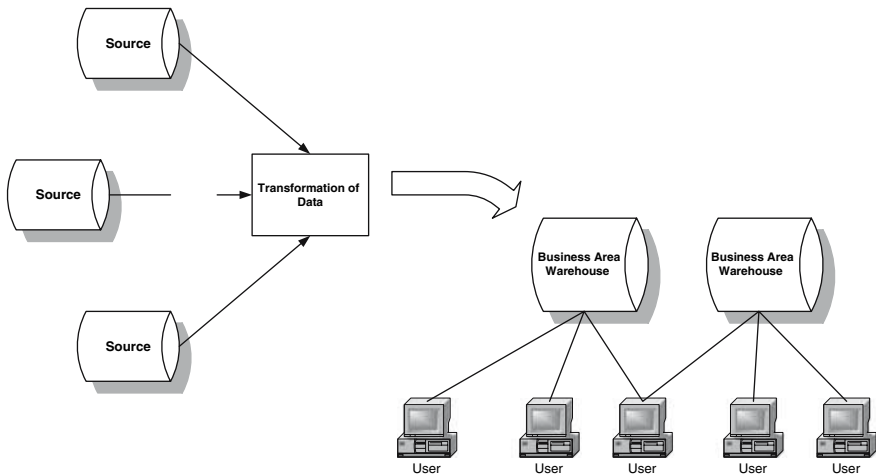 Source
Source
Transformation of
Data
Source
Business Area
Warehouse
Business Area
Warehouse
User
User
User
User
User